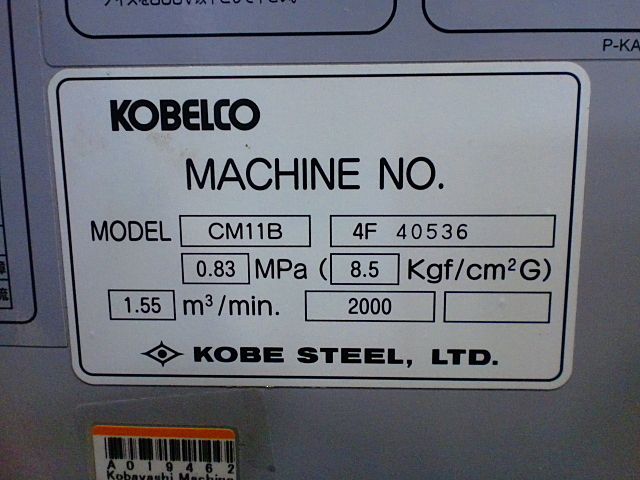 P-KA
KOBELCO
MACHINE NO.
MODEL CM11B 4F 40536
0.83 MPa ( 8.5 Kgf/cm²G)
1.55 m³/min. 2000
KOBE STEEL, LTD.
A019462
Kobayashi Machine